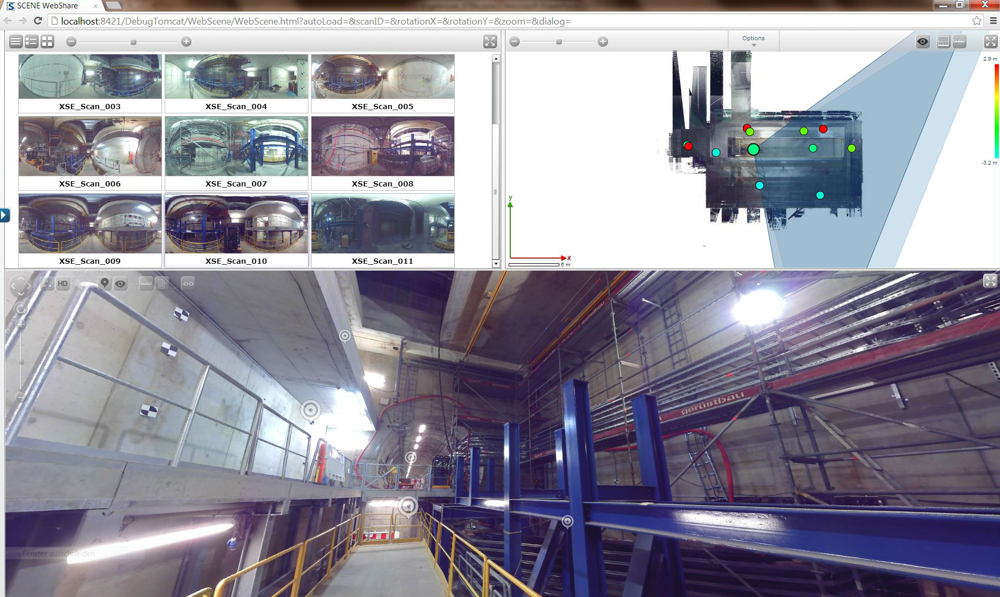 SCENE WebShare
localhost:8421/DebugTomcat/WebScene/WebScene.html?autoLoad=&scanID=&rotationX=&rotationY=&zoom=&dialog=
Options
XSE_Scan_003
XSE_Scan_004
XSE_Scan_005
XSE_Scan_006
XSE_Scan_007
XSE_Scan_008
XSE_Scan_009
XSE_Scan_010
XSE_Scan_011
2.9 m
-3.2 m
y
x
6 m
HD
gerüstbau
Fenster ausschneiden